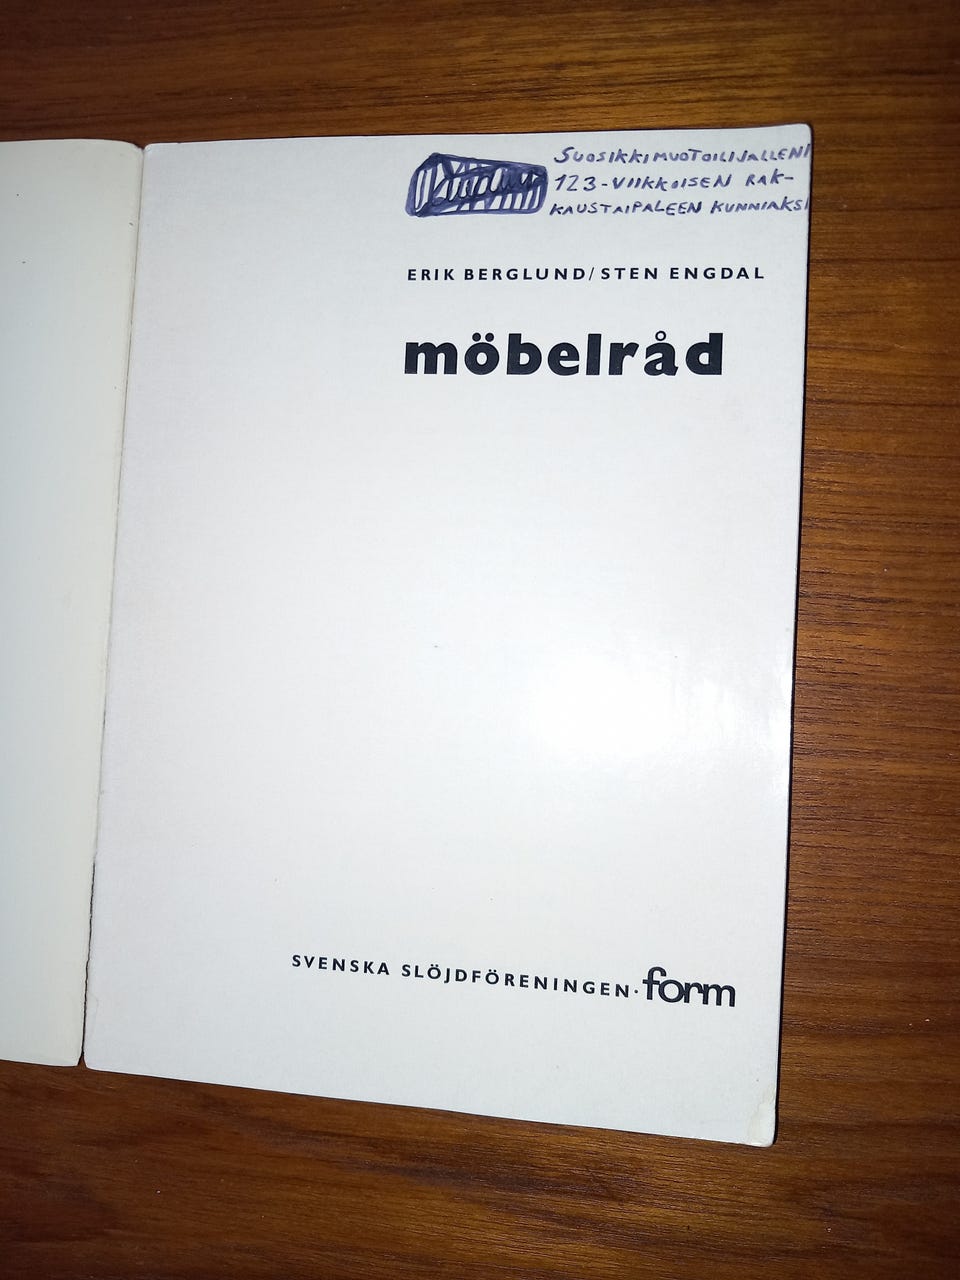 SUOSIKKIMUOTOILIJALLENI
123-VIIKKOISEN RAK-
KAUSTAIPALEEN KUNNIAKSI
ERIK BERGLUND/STEN ENGDAL
möbelråd
SVENSKA SLÖJDFÖRENINGEN·form